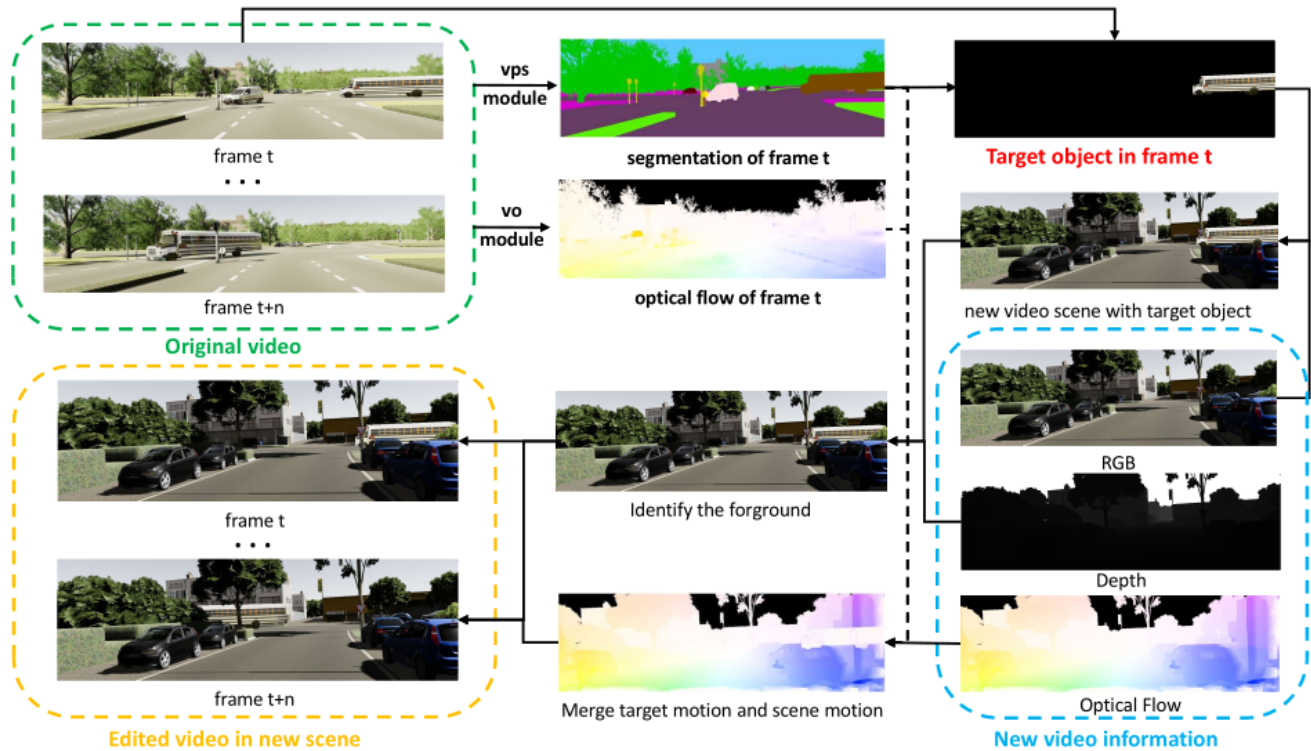 frame t
• • •
frame t+n
Original video
vps
module
vo
module
segmentation of frame t
optical flow of frame t
Target object in frame t
new video scene with target object
RGB
Depth
Optical Flow
New video information
Identify the forground
Merge target motion and scene motion
frame t
• • •
frame t+n
Edited video in new scene